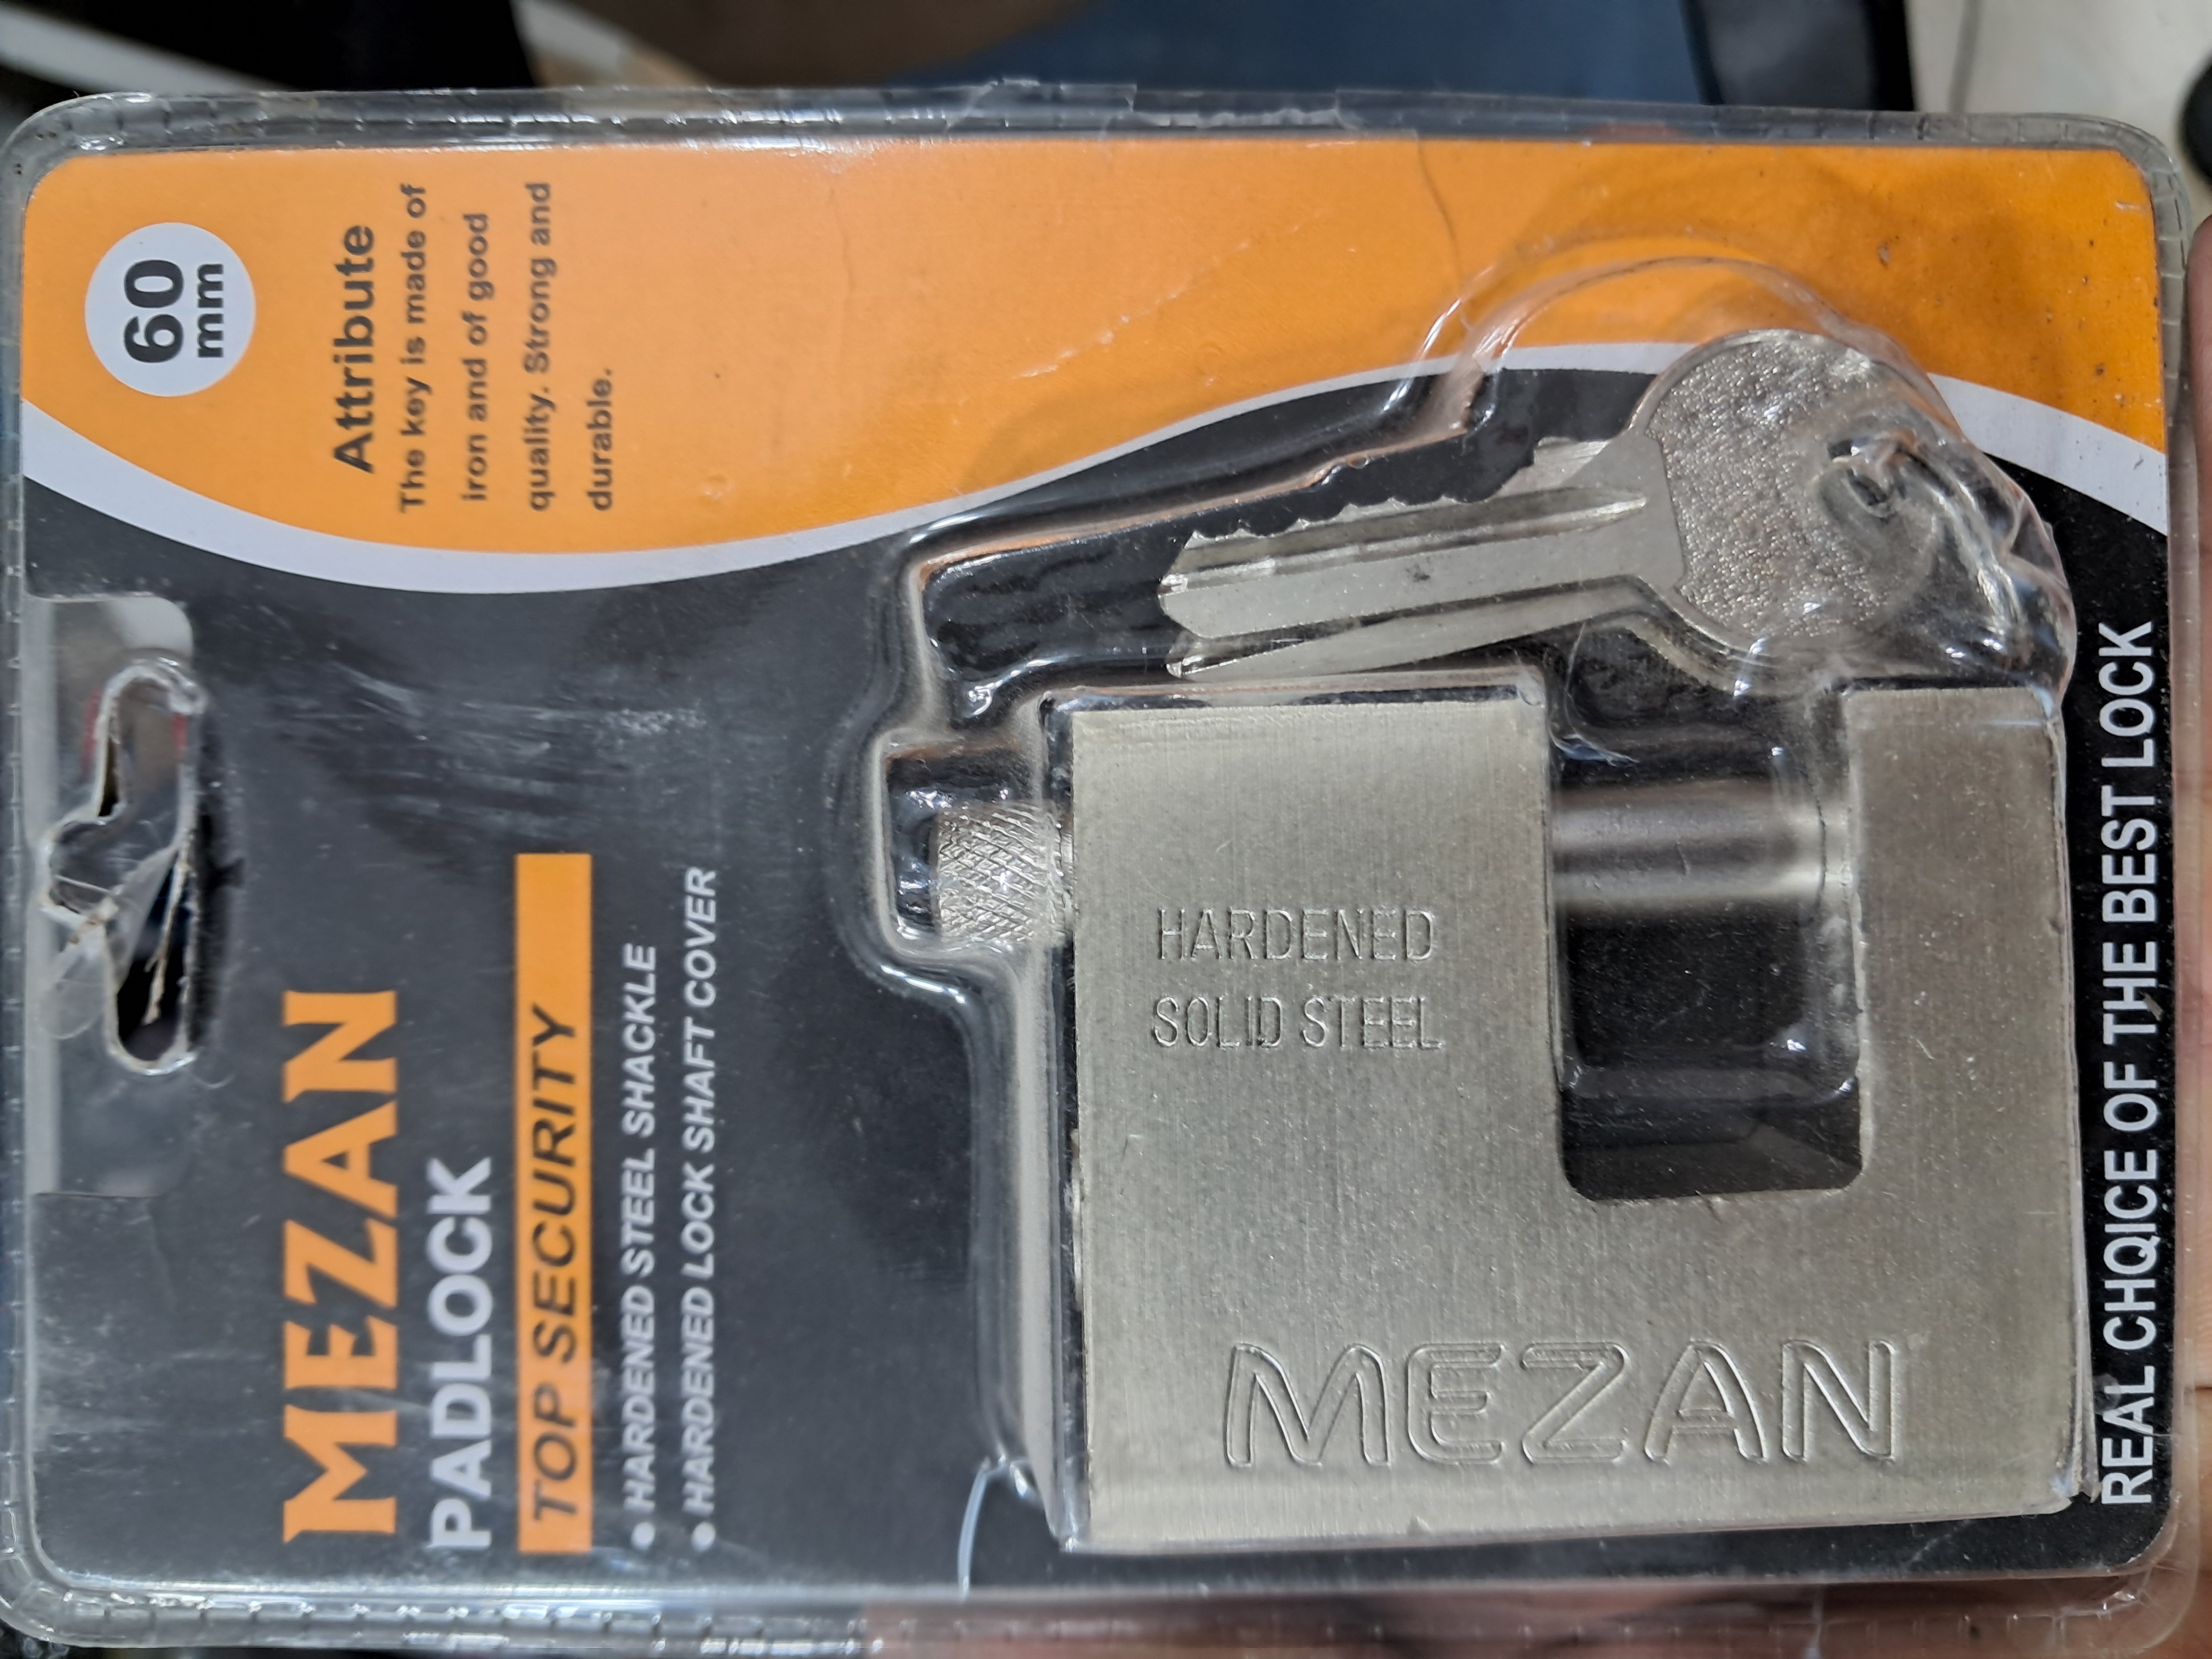 60
mm
Attribute
The key is made of
iron and of good
quality. Strong and
durable.
MEZAN
PADLOCK
TOP SECURITY
• HARDENED STEEL SHACKLE
• HARDENED LOCK SHAFT COVER
HARDENED
SOLID STEEL
MEZAN
REAL CHOICE OF THE BEST LOCK